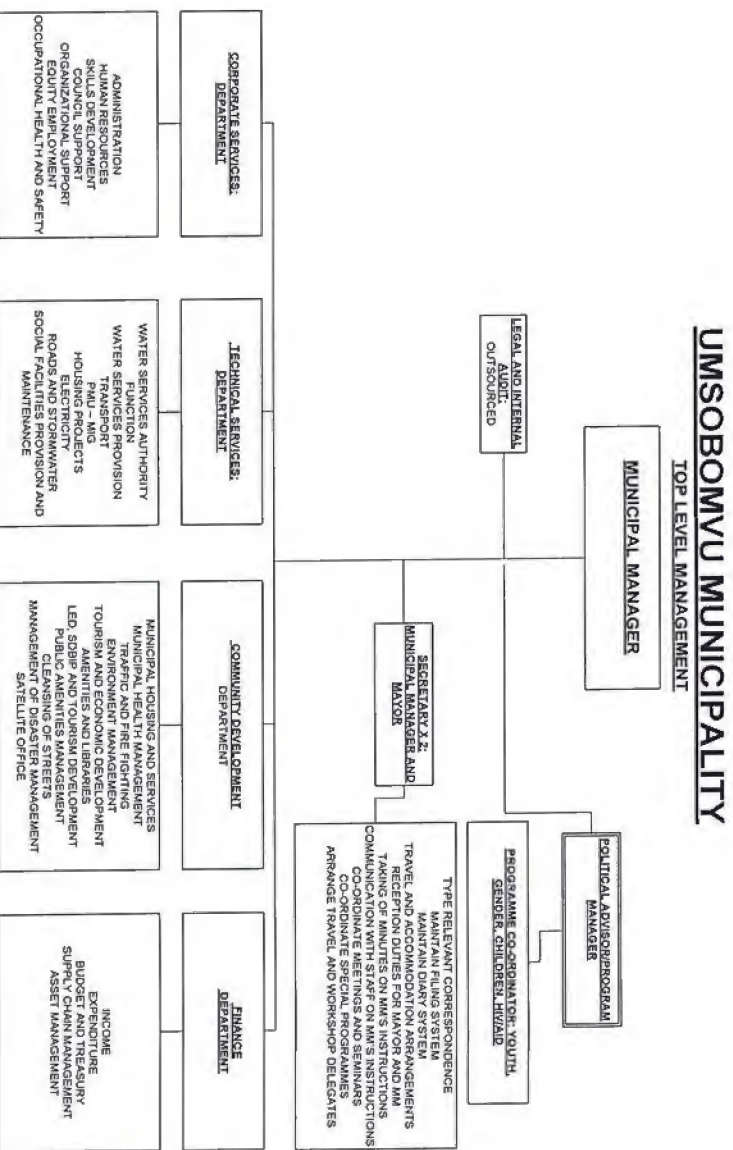 UMSOBOMVU MUNICIPALITY
TOP LEVEL MANAGEMENT
MUNICIPAL MANAGER
POLITICAL ADVISOR/PROGRAM
MANAGER
LEGAL AND INTERNAL
AUDIT:
OUTSOURCED
PROGRAMME CO-ORDINATOR: YOUTH,
GENDER, CHILDREN, HIV/AID
SECRETARY X 2:
MUNICIPAL MANAGER AND
MAYOR
TYPE RELEVANT CORRESPONDENCE
MAINTAIN FILING SYSTEM
MAINTAIN DIARY SYSTEM
TRAVEL AND ACCOMMODATION ARRANGEMENTS
RECEPTION DUTIES FOR MAYOR AND MM
TAKING OF MINUTES ON MM'S INSTRUCTIONS
COMMUNICATION WITH STAFF ON MM'S INSTRUCTIONS
CO-ORDINATE MEETINGS AND SEMINARS
CO-ORDINATE SPECIAL PROGRAMMES
ARRANGE TRAVEL AND WORKSHOP DELEGATES
CORPORATE SERVICES:
DEPARTMENT
ADMINISTRATION
HUMAN RESOURCES
SKILLS DEVELOPMENT
COUNCIL SUPPORT
ORGANIZATIONAL SUPPORT
EQUITY EMPLOYMENT
OCCUPATIONAL HEALTH AND SAFETY
TECHNICAL SERVICES:
DEPARTMENT
WATER SERVICES AUTHORITY
FUNCTION
WATER SERVICES PROVISION
TRANSPORT
PMU – MIG
HOUSING PROJECTS
ELECTRICITY
ROADS AND STORMWATER
SOCIAL FACILITIES PROVISION AND
MAINTENANCE
COMMUNITY DEVELOPMENT
DEPARTMENT
MUNICIPAL HOUSING AND SERVICES
MUNICIPAL HEALTH MANAGEMENT
TRAFFIC AND FIRE FIGHTING
ENVIRONMENT MANAGEMENT
TOURISM AND ECONOMIC DEVELOPMENT
AMENITIES AND LIBRARIES
LED, SDBIP AND TOURISM DEVELOPMENT
PUBLIC AMENITIES MANAGEMENT
CLEANSING OF STREETS
MANAGEMENT OF DISASTER MANAGEMENT
SATELLITE OFFICE
FINANCE
DEPARTMENT
INCOME
EXPENDITURE
BUDGET AND TREASURY
SUPPLY CHAIN MANAGEMENT
ASSET MANAGEMENT